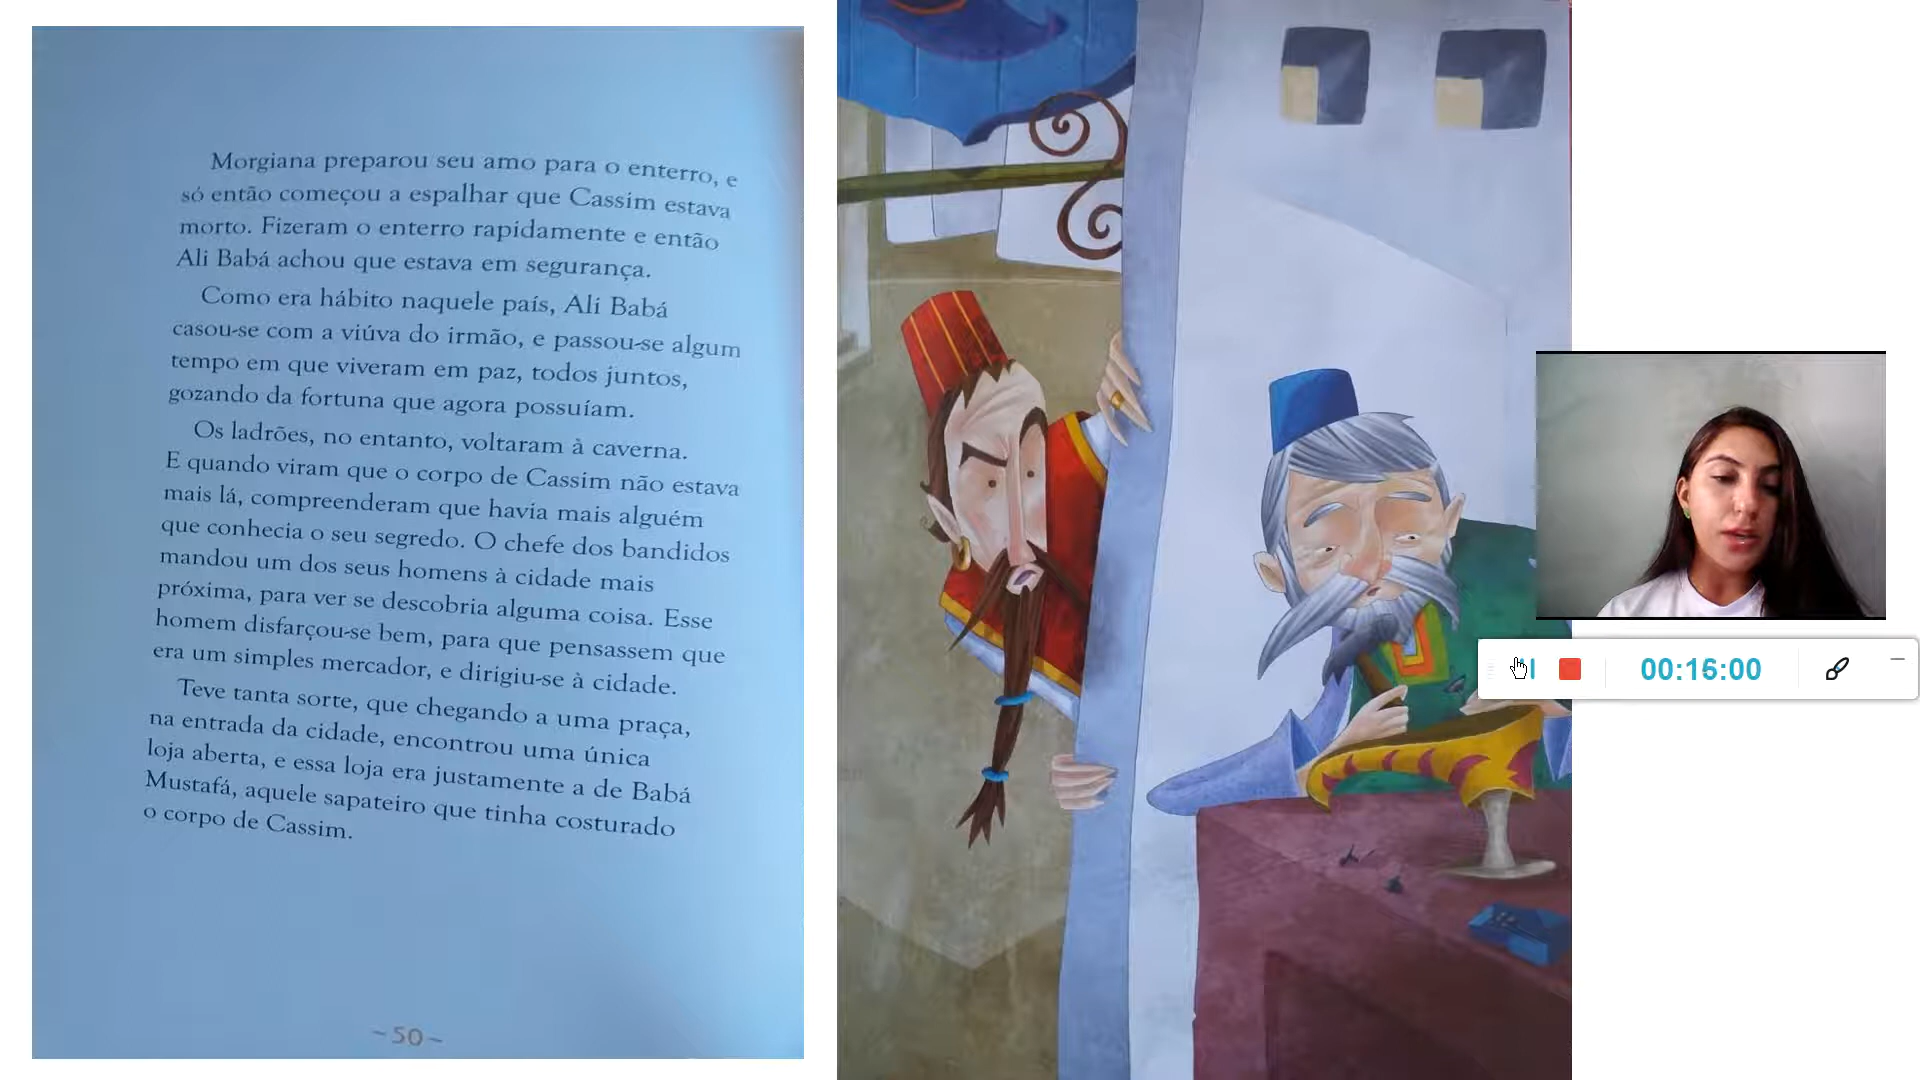 Morgiana preparou seu amo para o enterro, e
só então começou a espalhar que Cassim estava
morto. Fizeram o enterro rapidamente e então
Ali Babá achou que estava em segurança.
Como era hábito naquele país, Ali Babá
casou-se com a viúva do irmão, e passou-se algum
tempo em que viveram em paz, todos juntos,
gozando da fortuna que agora possuíam.
Os ladrões, no entanto, voltaram à caverna.
E quando viram que o corpo de Cassim não estava
mais lá, compreenderam que havia mais alguém
que conhecia o seu segredo. O chefe dos bandidos
mandou um dos seus homens à cidade mais
próxima, para ver se descobria alguma coisa. Esse
homem disfarçou-se bem, para que pensassem que
era um simples mercador, e dirigiu-se à cidade.
Teve tanta sorte, que chegando a uma praça,
na entrada da cidade, encontrou uma única
loja aberta, e essa loja era justamente a de Babá
Mustafá, aquele sapateiro que tinha costurado
o corpo de Cassim.
~50~
00:16:00